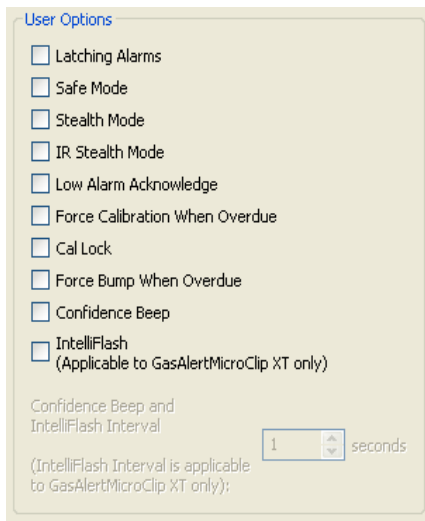 User Options
Latching Alarms
Safe Mode
Stealth Mode
IR Stealth Mode
Low Alarm Acknowledge
Force Calibration When Overdue
Cal Lock
Force Bump When Overdue
Confidence Beep
IntelliFlash
(Applicable to GasAlertMicroClip XT only)
Confidence Beep and
IntelliFlash Interval
1 seconds
(IntelliFlash Interval is applicable
to GasAlertMicroClip XT only):